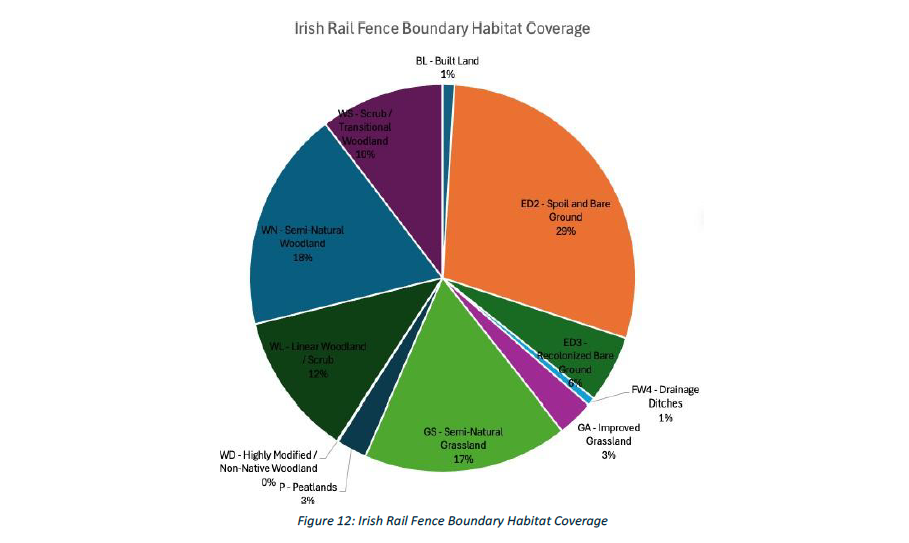 Irish Rail Fence Boundary Habitat Coverage
BL - Built Land
1%
WS - Scrub /
Transitional
Woodland
10%
ED2 - Spoil and Bare
Ground
29%
WN - Semi-Natural
Woodland
18%
ED3 -
Recolonized Bare
Ground
6%
WL - Linear Woodland
/ Scrub
12%
FW4 - Drainage
Ditches
1%
GA - Improved
Grassland
3%
GS - Semi-Natural
Grassland
17%
WD - Highly Modified /
Non-Native Woodland
0%
P - Peatlands
3%
Figure 12: Irish Rail Fence Boundary Habitat Coverage